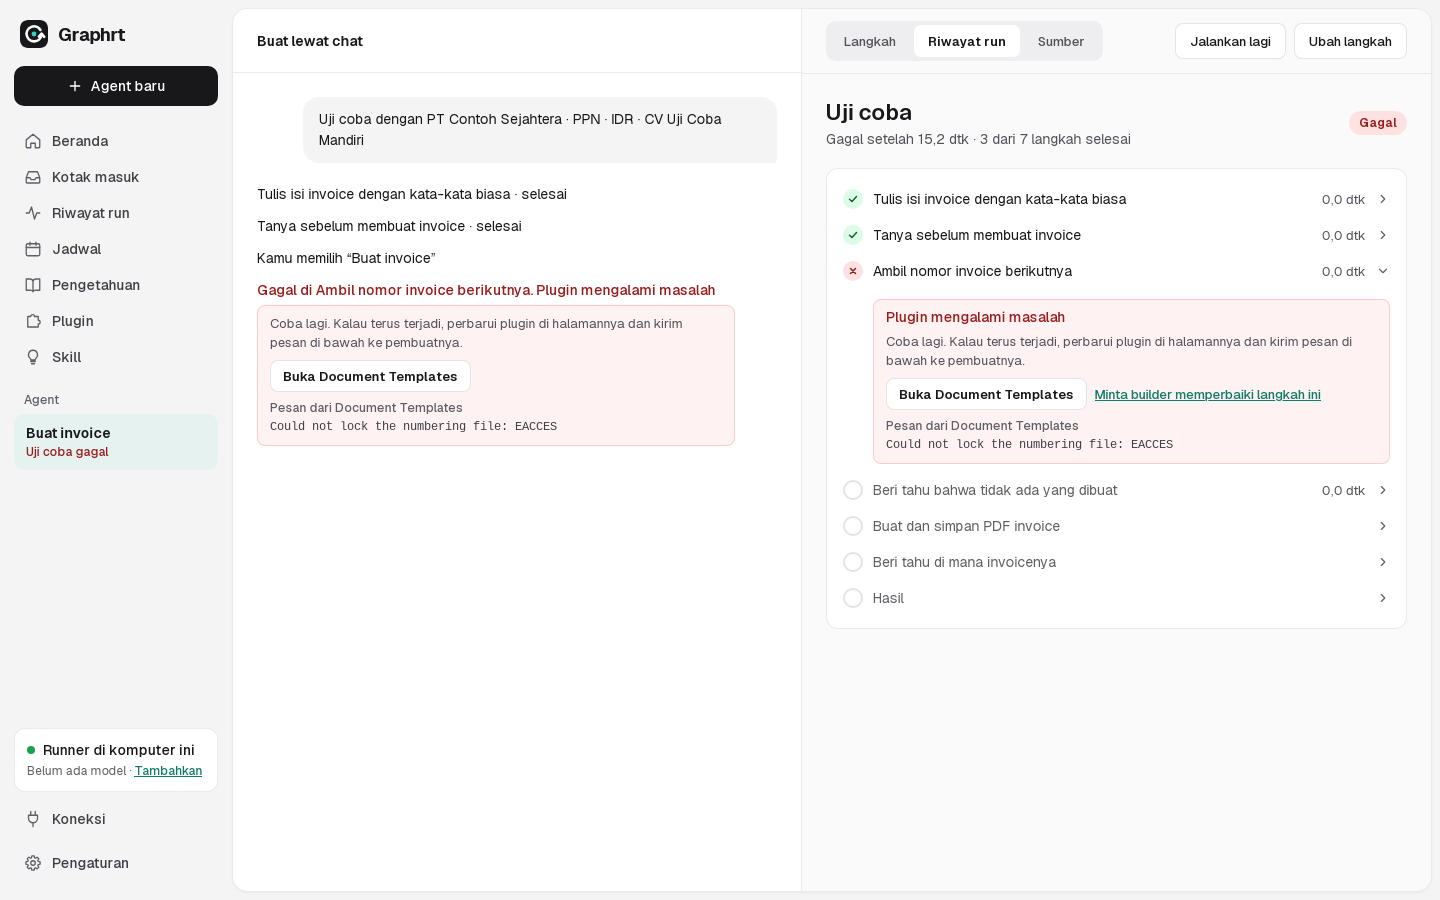 Graphrt
Agent baru
Beranda
Kotak masuk
Riwayat run
Jadwal
Pengetahuan
Plugin
Skill
Agent
Buat invoice
Uji coba gagal
Runner di komputer ini
Belum ada model · Tambahkan
Koneksi
Pengaturan
Buat lewat chat
Uji coba dengan PT Contoh Sejahtera · PPN · IDR · CV Uji Coba
Mandiri
Tulis isi invoice dengan kata-kata biasa · selesai
Tanya sebelum membuat invoice · selesai
Kamu memilih “Buat invoice”
Gagal di Ambil nomor invoice berikutnya. Plugin mengalami masalah
Coba lagi. Kalau terus terjadi, perbarui plugin di halamannya dan kirim
pesan di bawah ke pembuatnya.
Buka Document Templates
Pesan dari Document Templates
Could not lock the numbering file: EACCES
Langkah Riwayat run Sumber
Jalankan lagi Ubah langkah
Uji coba
Gagal setelah 15,2 dtk · 3 dari 7 langkah selesai
Gagal
Tulis isi invoice dengan kata-kata biasa 0,0 dtk
Tanya sebelum membuat invoice 0,0 dtk
Ambil nomor invoice berikutnya 0,0 dtk
Plugin mengalami masalah
Coba lagi. Kalau terus terjadi, perbarui plugin di halamannya dan kirim pesan di
bawah ke pembuatnya.
Buka Document Templates Minta builder memperbaiki langkah ini
Pesan dari Document Templates
Could not lock the numbering file: EACCES
Beri tahu bahwa tidak ada yang dibuat 0,0 dtk
Buat dan simpan PDF invoice
Beri tahu di mana invoicenya
Hasil